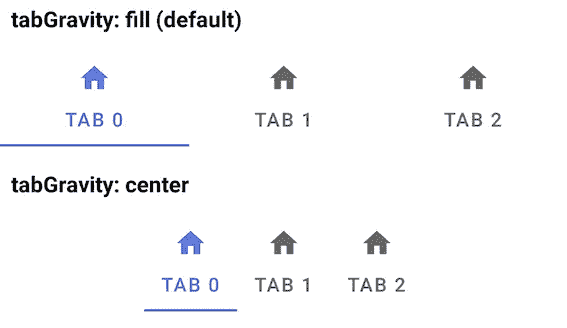 tabGravity: fill (default)
TAB 0 TAB 1 TAB 2
tabGravity: center
TAB 0 TAB 1 TAB 2